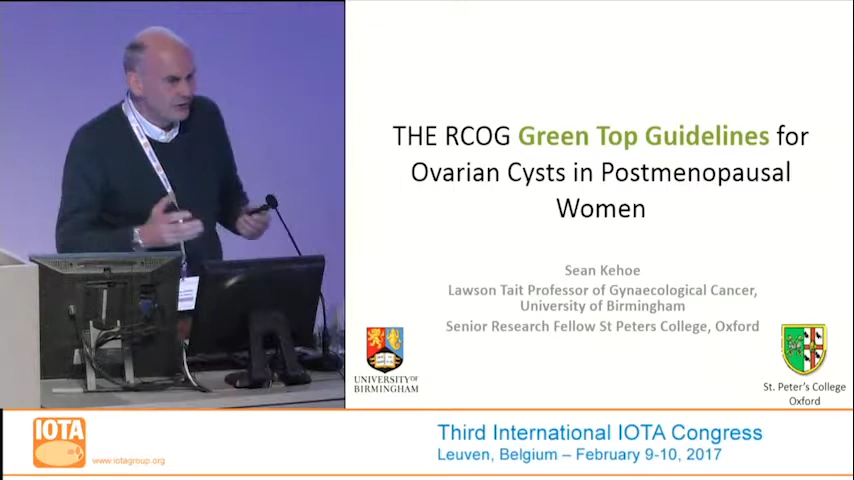 THE RCOG Green Top Guidelines for
Ovarian Cysts in Postmenopausal
Women
Sean Kehoe
Lawson Tait Professor of Gynaecological Cancer,
University of Birmingham
Senior Research Fellow St Peters College, Oxford
UNIVERSITY OF
BIRMINGHAM
St. Peter's College
Oxford
IOTA
www.iotagroup.org
Third International IOTA Congress
Leuven, Belgium – February 9-10, 2017